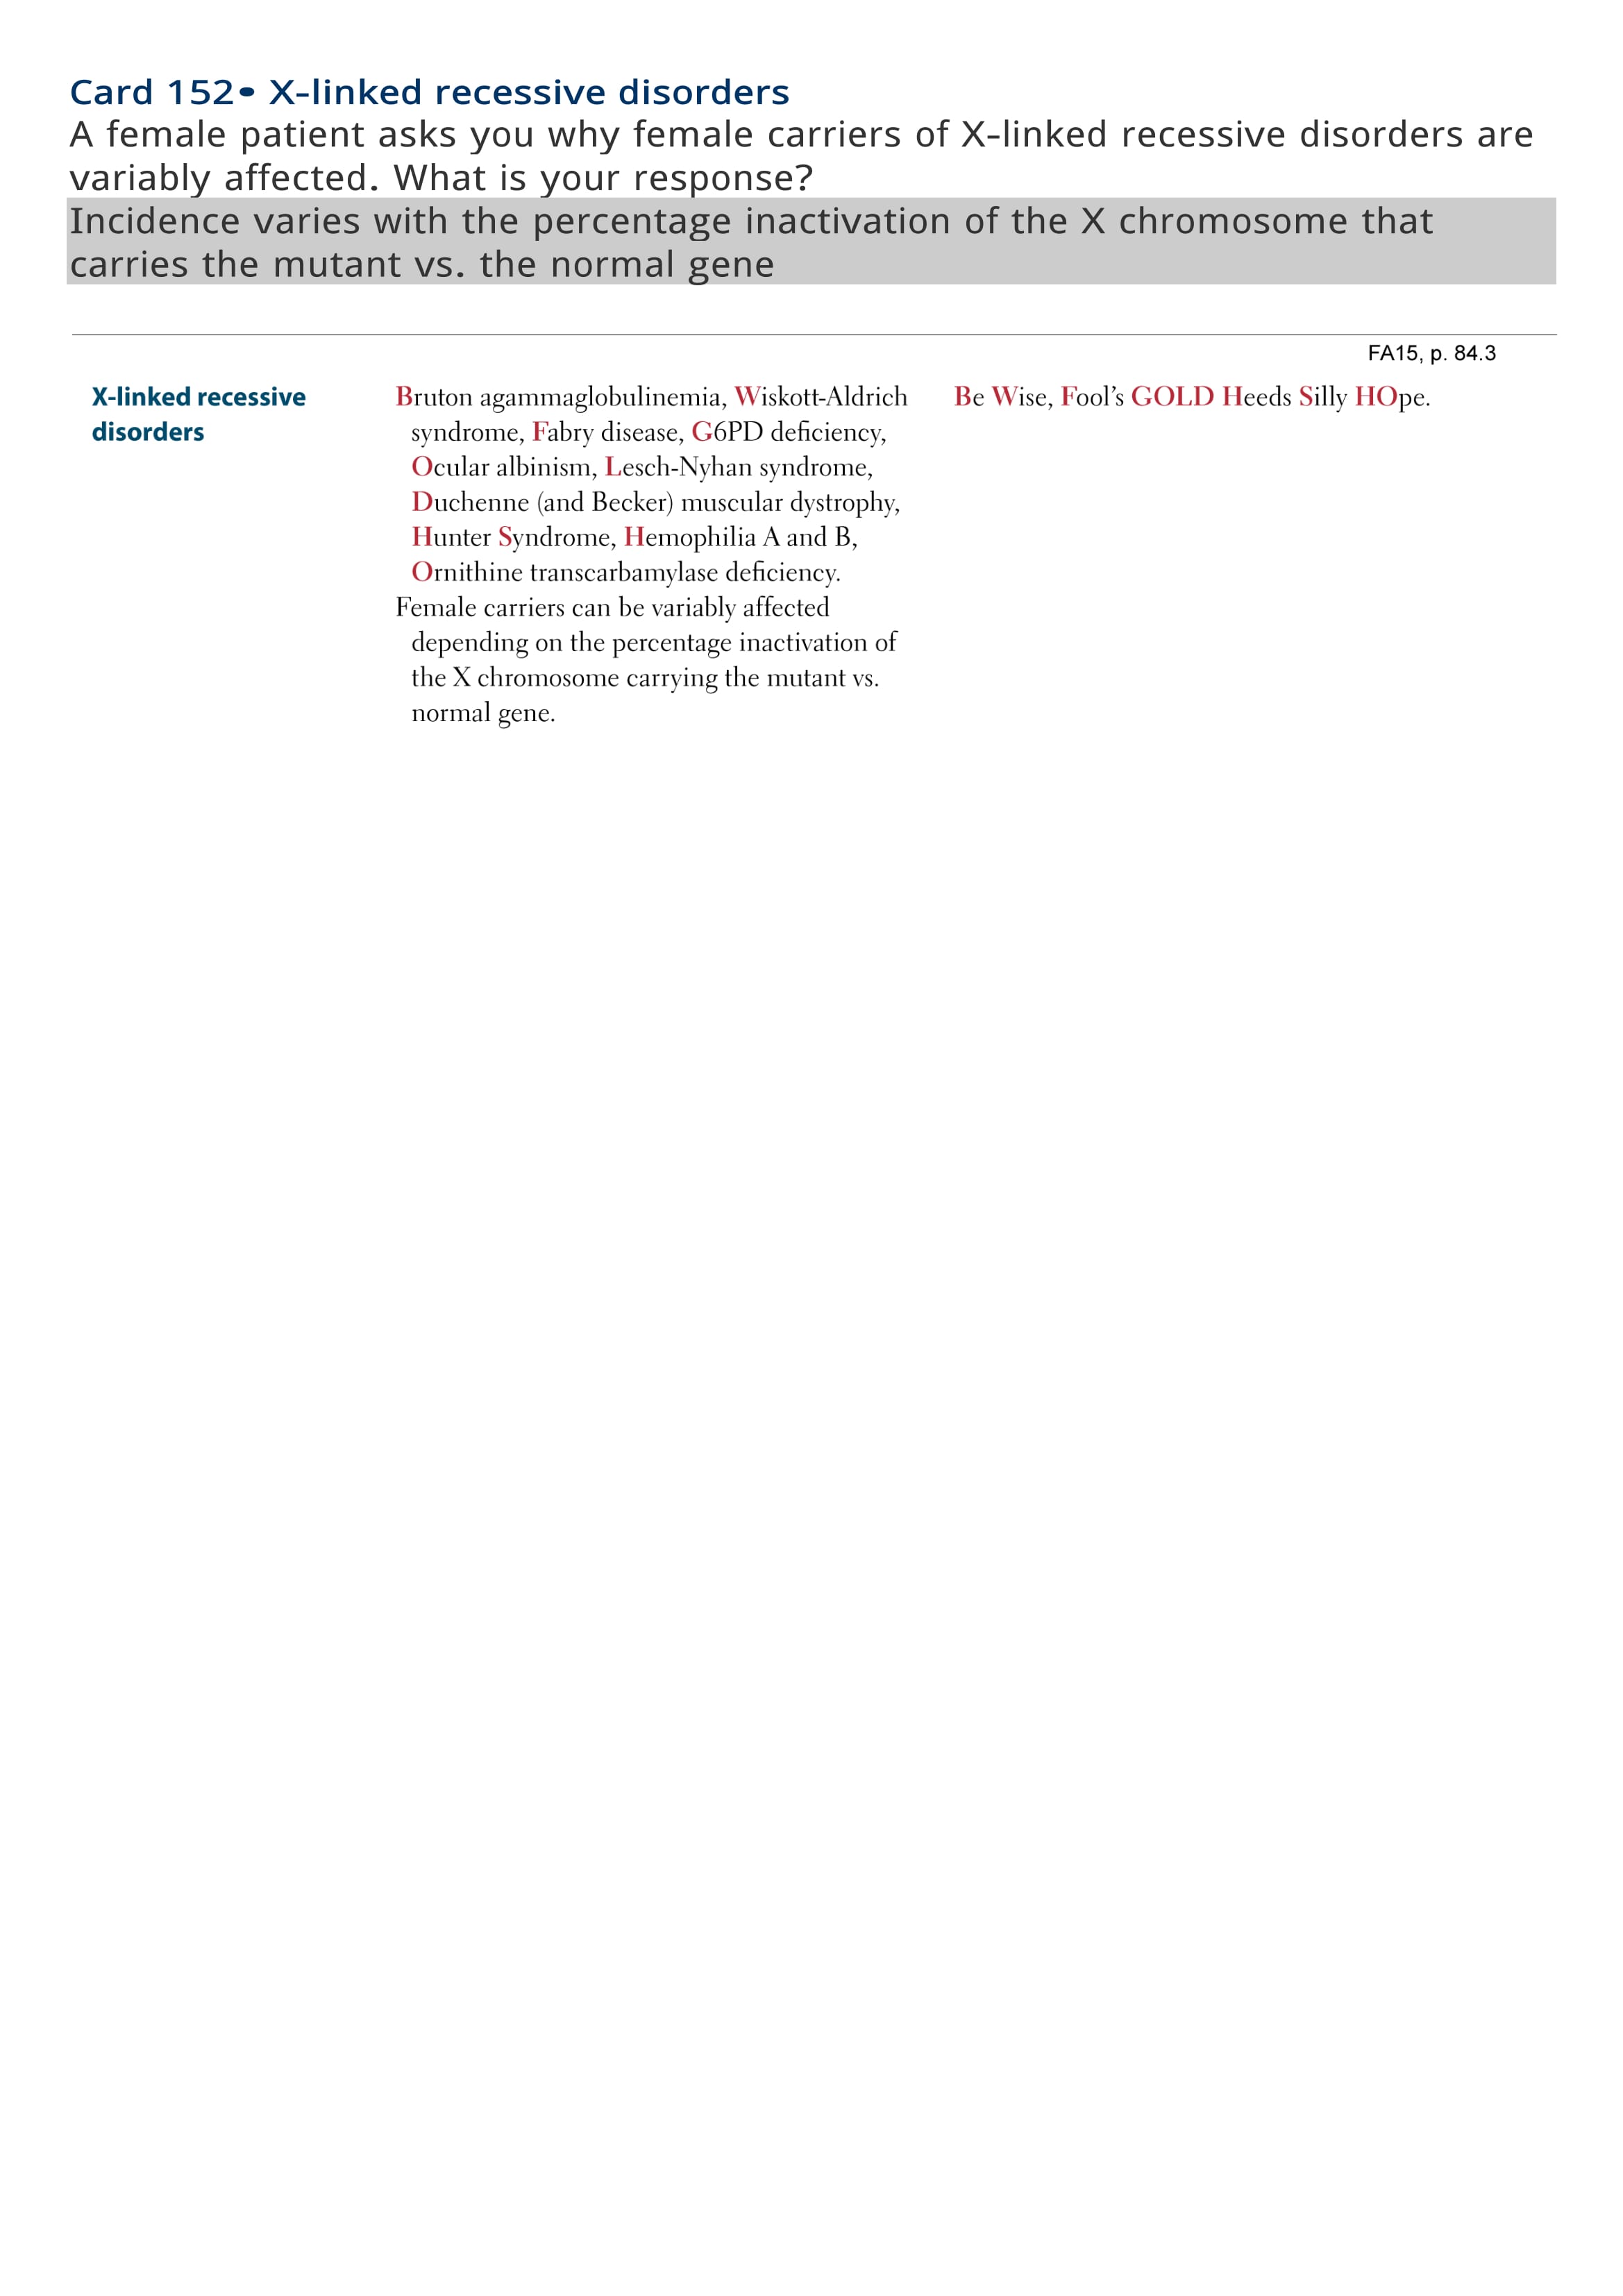 Card 152• X-linked recessive disorders
A female patient asks you why female carriers of X-linked recessive disorders are
variably affected. What is your response?
Incidence varies with the percentage inactivation of the X chromosome that
carries the mutant vs. the normal gene
FA15, p. 84.3
X-linked recessive
disorders
Bruton agammaglobulinemia, Wiskott-Aldrich
syndrome, Fabry disease, G6PD deficiency,
Ocular albinism, Lesch-Nyhan syndrome,
Duchenne (and Becker) muscular dystrophy,
Hunter Syndrome, Hemophilia A and B,
Ornithine transcarbamylase deficiency.
Female carriers can be variably affected
depending on the percentage inactivation of
the X chromosome carrying the mutant vs.
normal gene.
Be Wise, Fool's GOLD Heeds Silly HOpe.